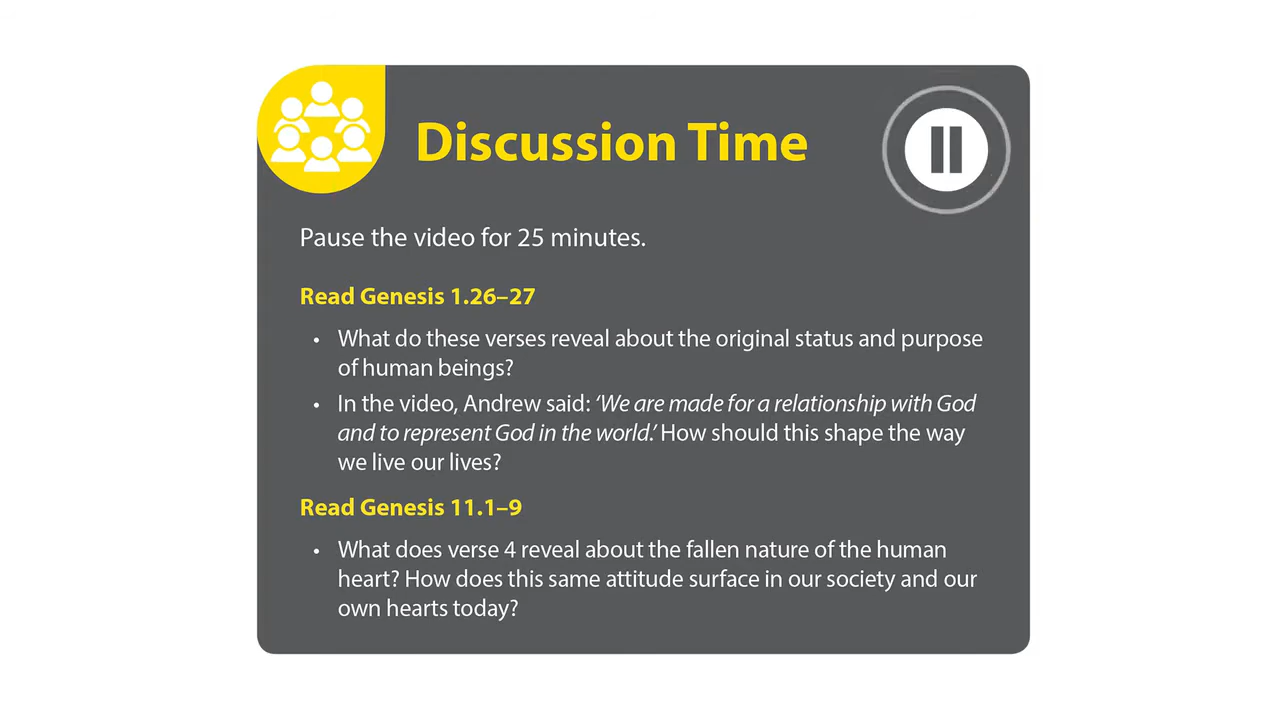 Discussion Time
Pause the video for 25 minutes.
Read Genesis 1.26–27
• What do these verses reveal about the original status and purpose
of human beings?
• In the video, Andrew said: ‘We are made for a relationship with God
and to represent God in the world.’ How should this shape the way
we live our lives?
Read Genesis 11.1–9
• What does verse 4 reveal about the fallen nature of the human
heart? How does this same attitude surface in our society and our
own hearts today?